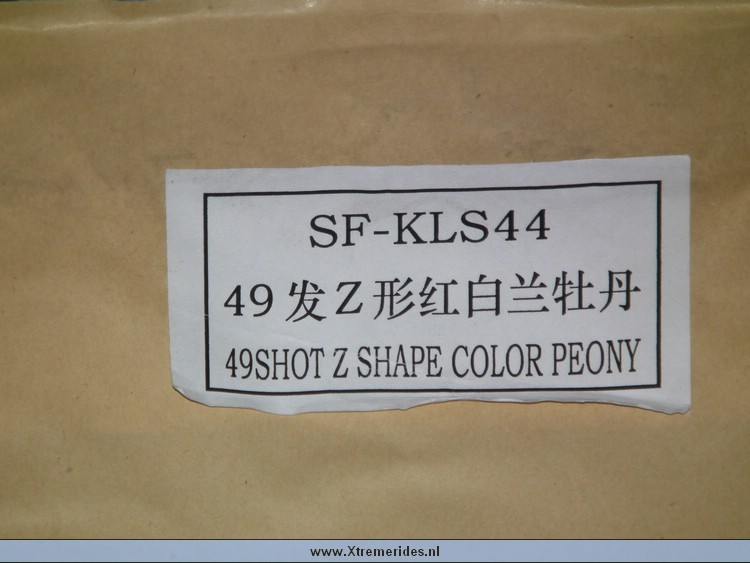 SF-KLS44
49发Z形红白兰牡丹
49SHOT Z SHAPE COLOR PEONY
www.Xtremerides.nl